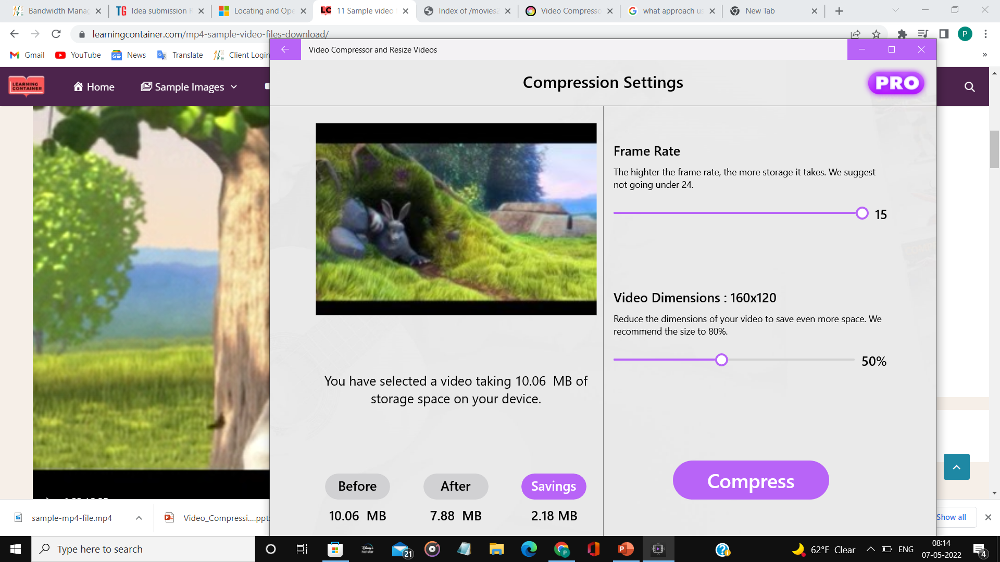 Bandwidth Manag
Idea submission F
Locating and Ope
11 Sample video
Index of /movies2
Video Compresso
what approach us
New Tab
learningcontainer.com/mp4-sample-video-files-download/
P
Gmail
YouTube
News
Translate
Client Login
»
Video Compressor and Resize Videos
LEARNING
CONTAINER
Home
Sample Images
Compression Settings
PRO
Frame Rate
The highter the frame rate, the more storage it takes. We suggest
not going under 24.
15
Video Dimensions : 160x120
Reduce the dimensions of your video to save even more space. We
recommend the size to 80%.
50%
You have selected a video taking 10.06 MB of
storage space on your device.
Before
After
Savings
10.06 MB
7.88 MB
2.18 MB
Compress
sample-mp4-file.mp4
Video_Compressi....ppt
Show all
Type here to search
21
62°F Clear
ENG
08:14
07-05-2022
4